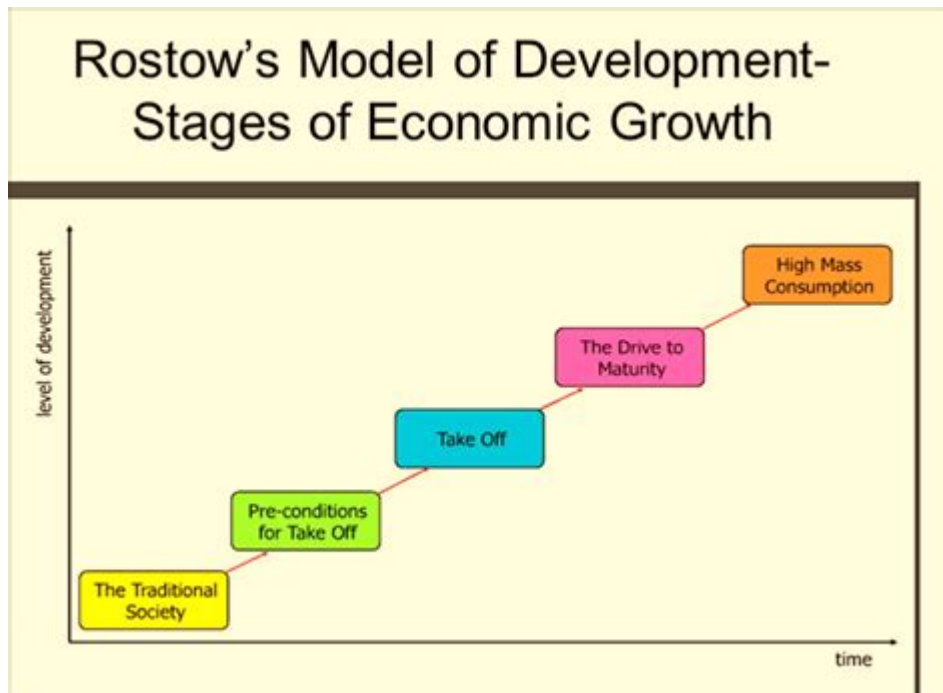 Rostow's Model of Development-
Stages of Economic Growth
level of development
High Mass
Consumption
The Drive to
Maturity
Take Off
Pre-conditions
for Take Off
The Traditional
Society
time